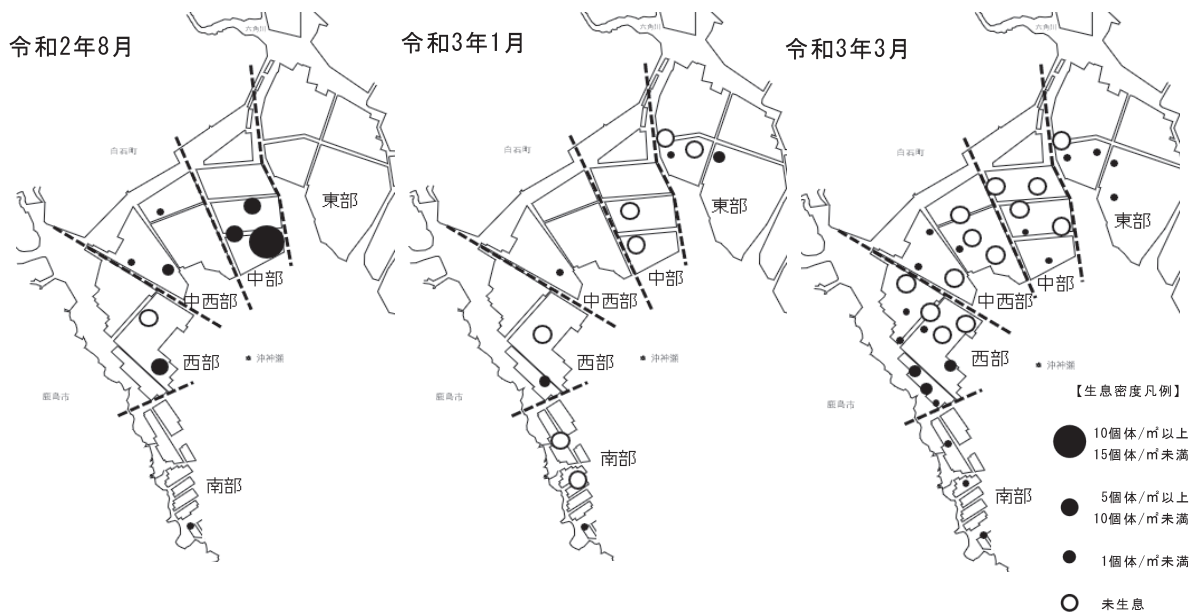 令和2年8月
六角川
白石町
東部
中部
中西部
西部
沖神瀬
鹿島市
南部
令和3年1月
六角川
白石町
東部
中部
中西部
西部
沖神瀬
鹿島市
南部
令和3年3月
六角川
白石町
東部
中部
中西部
西部
沖神瀬
鹿島市
南部
【生息密度凡例】
10個体/㎡以上
15個体/㎡未満
5個体/㎡以上
10個体/㎡未満
1個体/㎡未満
未生息